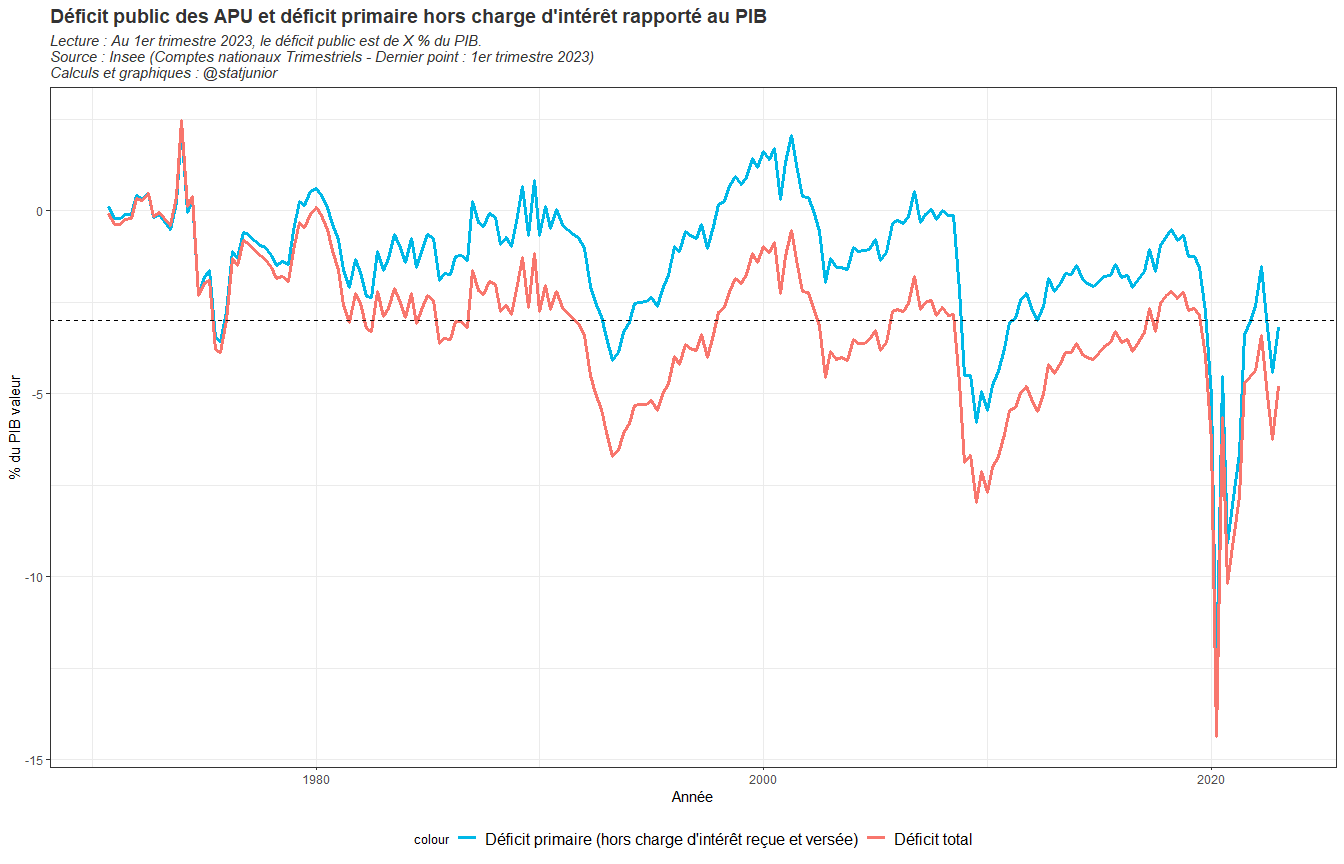 Déficit public des APU et déficit primaire hors charge d'intérêt rapporté au PIB
Lecture : Au 1er trimestre 2023, le déficit public est de X % du PIB.
Source : Insee (Comptes nationaux Trimestriels - Dernier point : 1er trimestre 2023)
Calculs et graphiques : @statjunior
% du PIB valeur
0
-5
-10
-15
1980 2000 2020
Année
colour Déficit primaire (hors charge d'intérêt reçue et versée) Déficit total